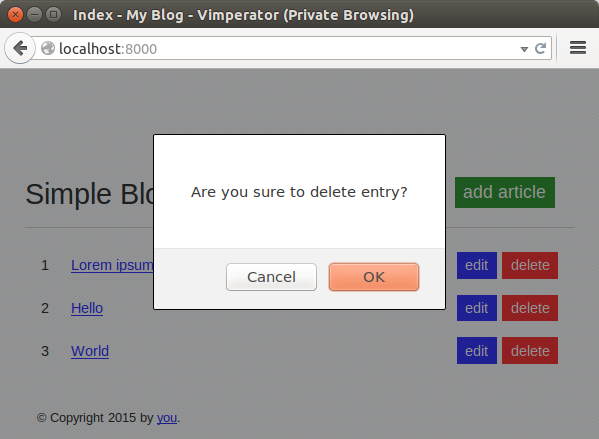 Index - My Blog - Vimperator (Private Browsing)
localhost:8000
Are you sure to delete entry?
Cancel OK
Simple Blo
add article
1 Lorem ipsum edit delete
2 Hello edit delete
3 World edit delete
© Copyright 2015 by you.